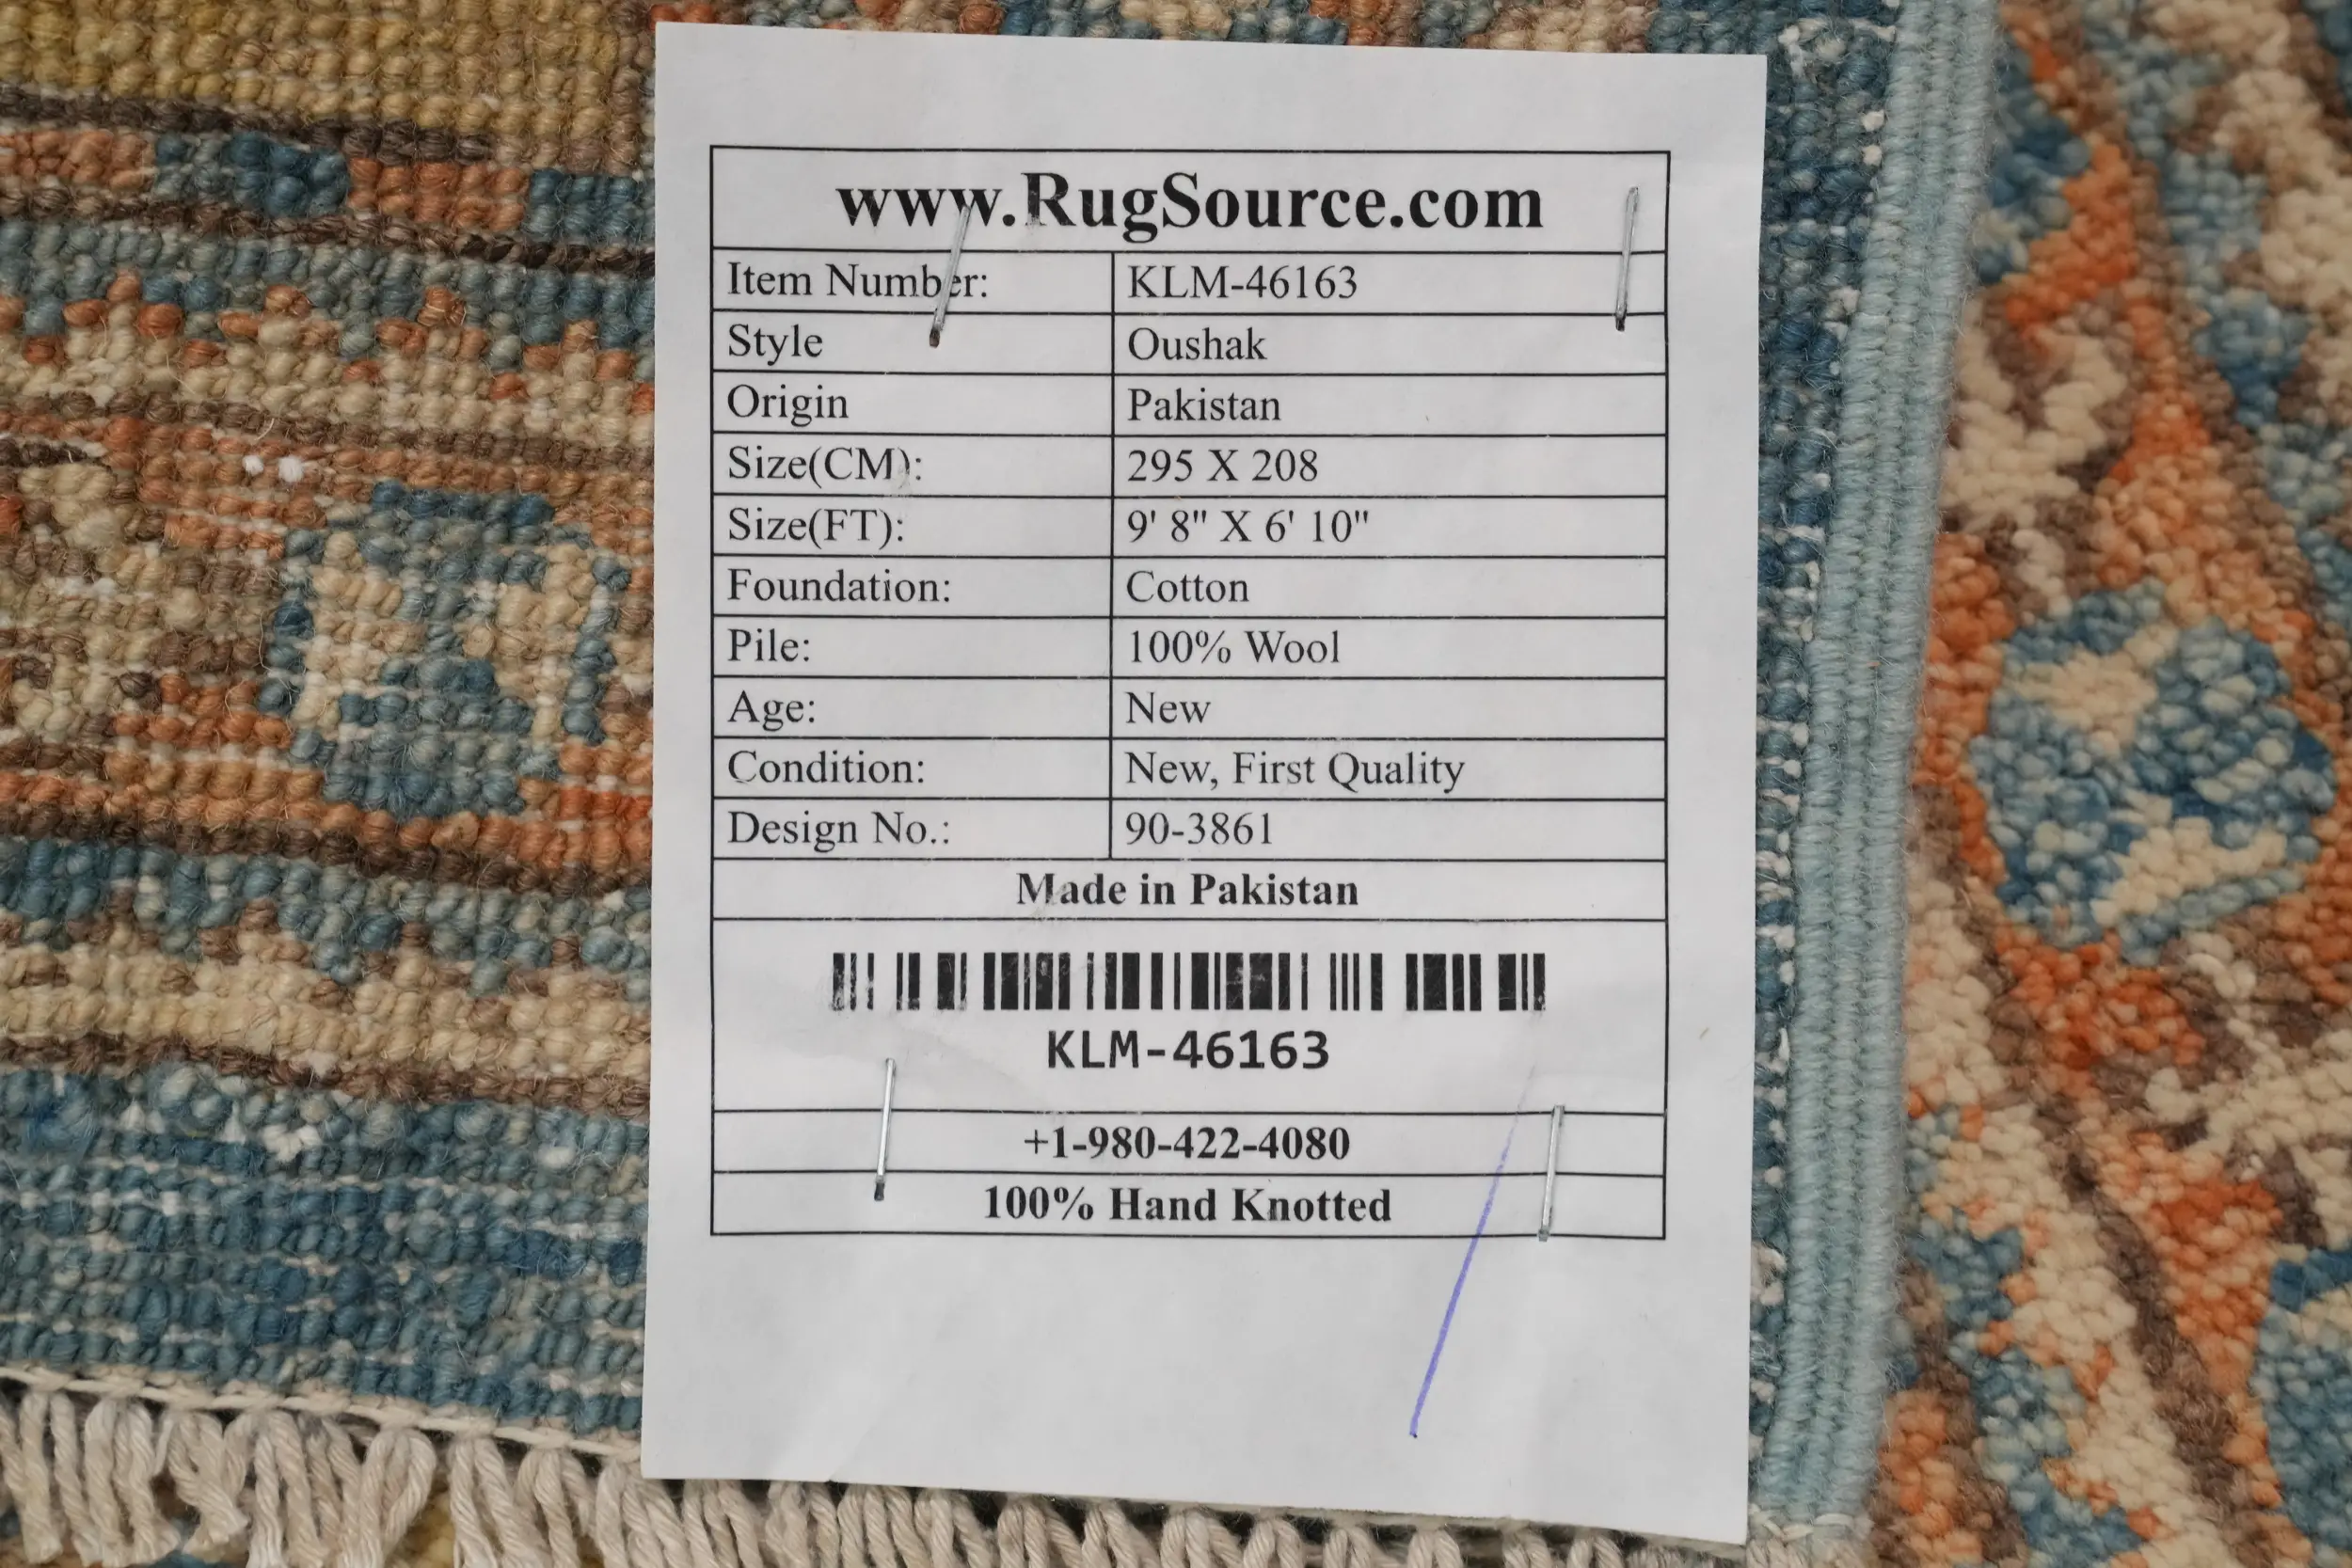 www.RugSource.com
Item Number: KLM-46163
Style Oushak
Origin Pakistan
Size(CM): 295 X 208
Size(FT): 9' 8" X 6' 10"
Foundation: Cotton
Pile: 100% Wool
Age: New
Condition: New, First Quality
Design No.: 90-3861
Made in Pakistan
KLM-46163
+1-980-422-4080
100% Hand Knotted